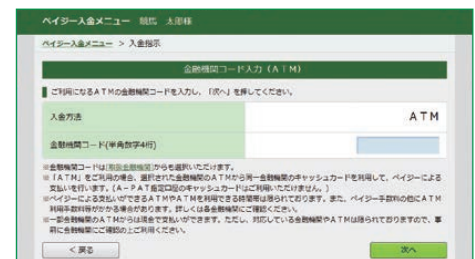 ペイジー入金メニュー 競馬 太郎様
ペイジー入金メニュー > 入金指示
金融機関コード入力（ＡＴＭ）
ご利用になるＡＴＭの金融機関コードを入力し、「次へ」を押してください。
入金方法 ＡＴＭ
金融機関コード(半角数字4桁)
※金融機関コードは[取扱金融機関]からも選択いただけます。
※「ＡＴＭ」をご利用の場合、選択された金融機関のＡＴＭから同一金融機関のキャッシュカードを利用して、ペイジーによる
支払いを行います。（Ａ－ＰＡＴ指定口座のキャッシュカードはご利用いただけません。）
※ペイジーによる支払いができるＡＴＭやＡＴＭを利用できる時間帯は限られております。また、ペイジー手数料の他にＡＴＭ
利用手数料等がかかる場合があります。詳しくは各金融機関にご確認ください。
※一部金融機関のＡＴＭからは現金で支払いができます。ただし、対応している金融機関やＡＴＭは限られておりますので、事
前に金融機関にご確認の上ご利用ください。
< 戻る 次へ